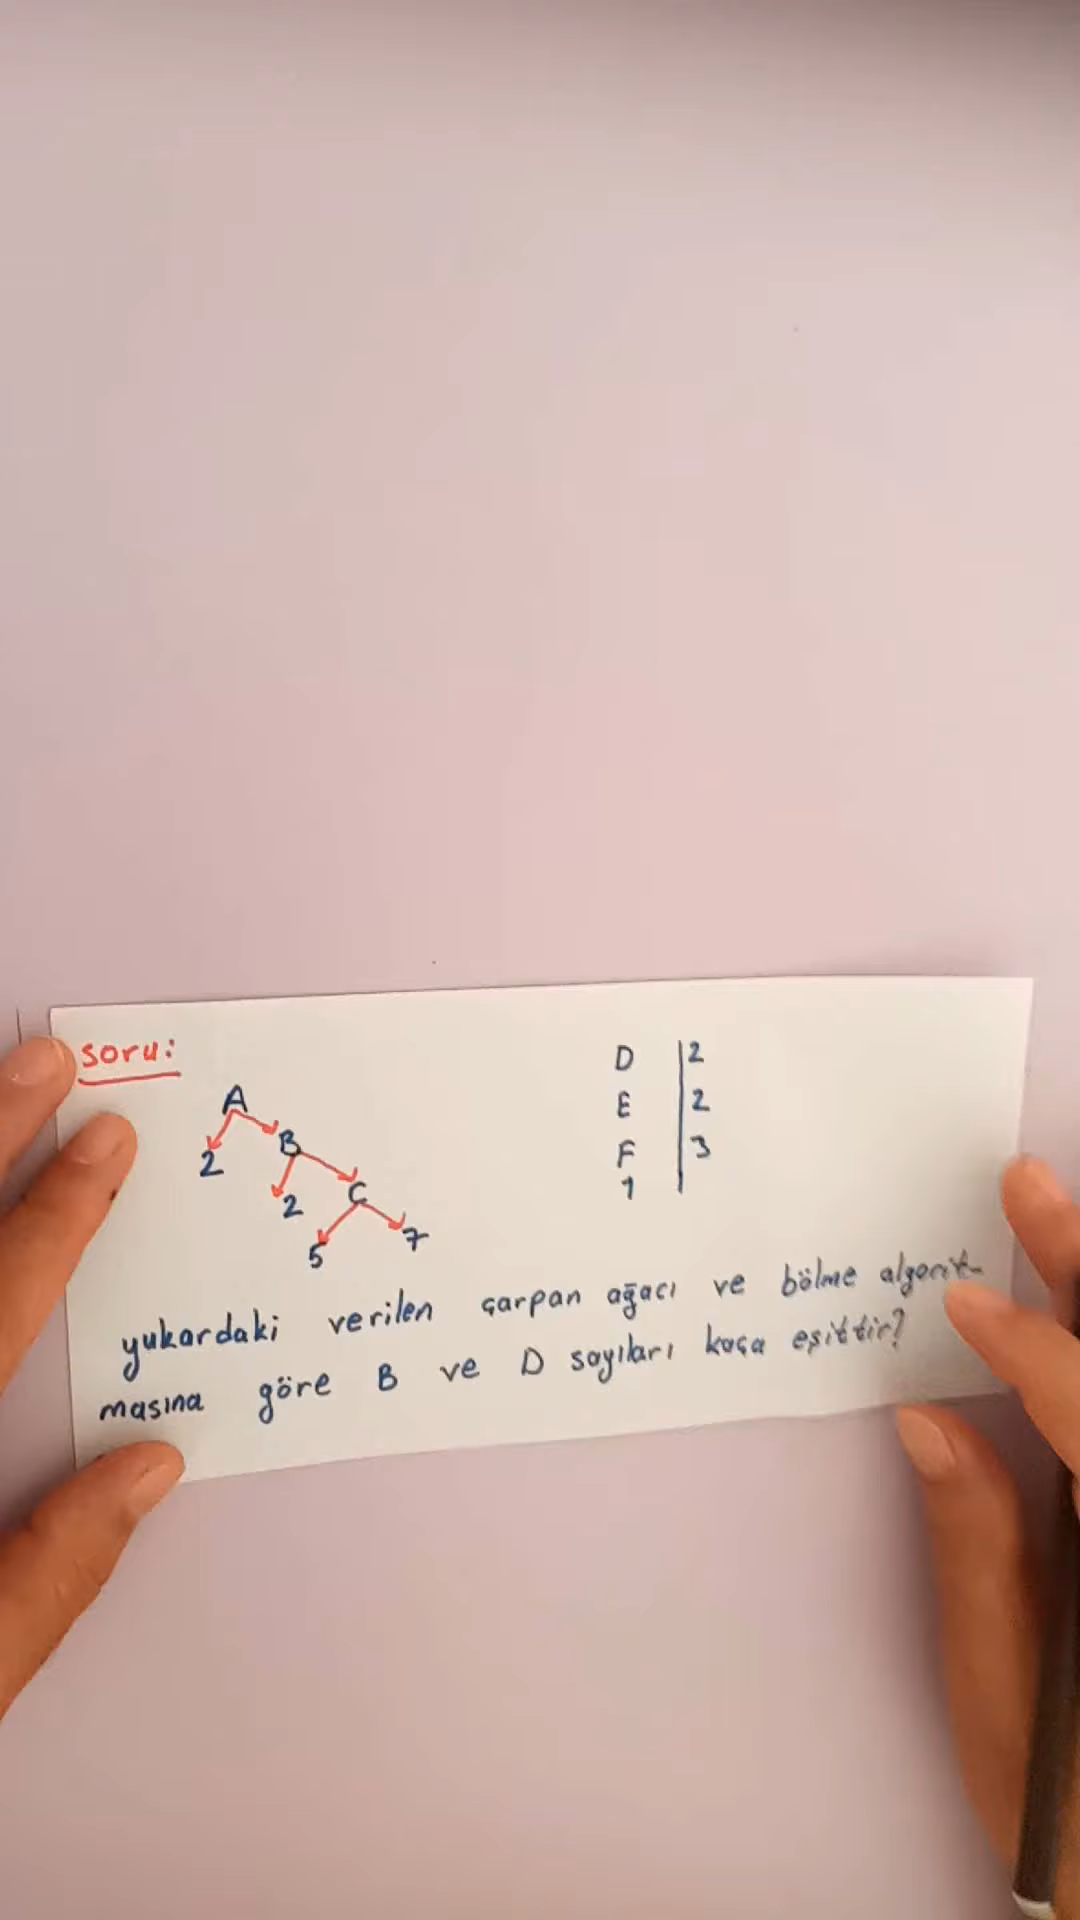 soru:
A
2 B
2 C
5 7
D | 2
E | 2
F | 3
1
yukardaki verilen çarpan ağacı ve bölme algorit-
masına göre B ve D sayıları kaça eşittir?